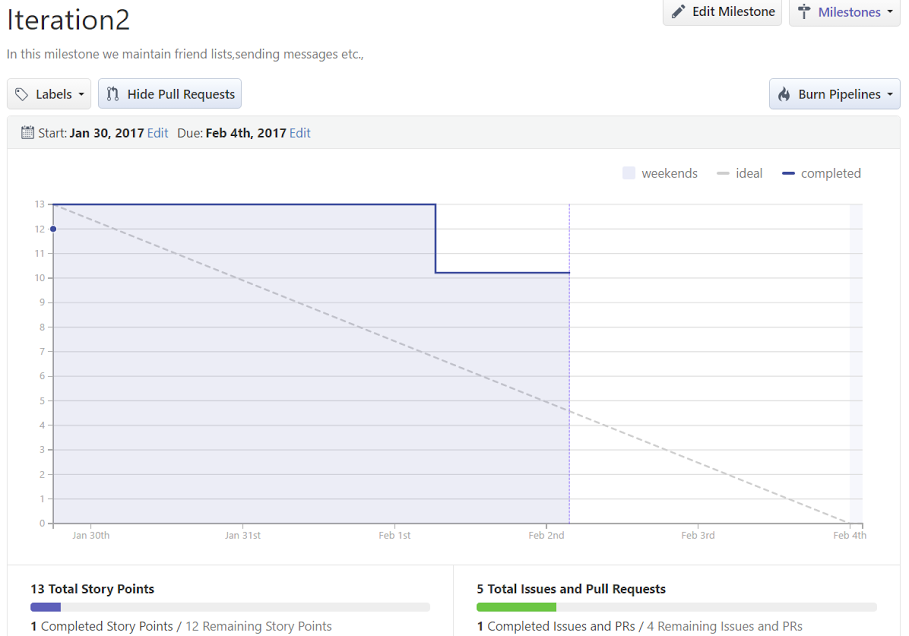 Iteration2
Edit Milestone
Milestones
In this milestone we maintain friend lists,sending messages etc.,
Labels
Hide Pull Requests
Burn Pipelines
Start: Jan 30, 2017 Edit Due: Feb 4th, 2017 Edit
weekends
ideal
completed
13
12
11
10
9
8
7
6
5
4
3
2
1
0
Jan 30th
Jan 31st
Feb 1st
Feb 2nd
Feb 3rd
Feb 4th
13 Total Story Points
1 Completed Story Points / 12 Remaining Story Points
5 Total Issues and Pull Requests
1 Completed Issues and PRs / 4 Remaining Issues and PRs